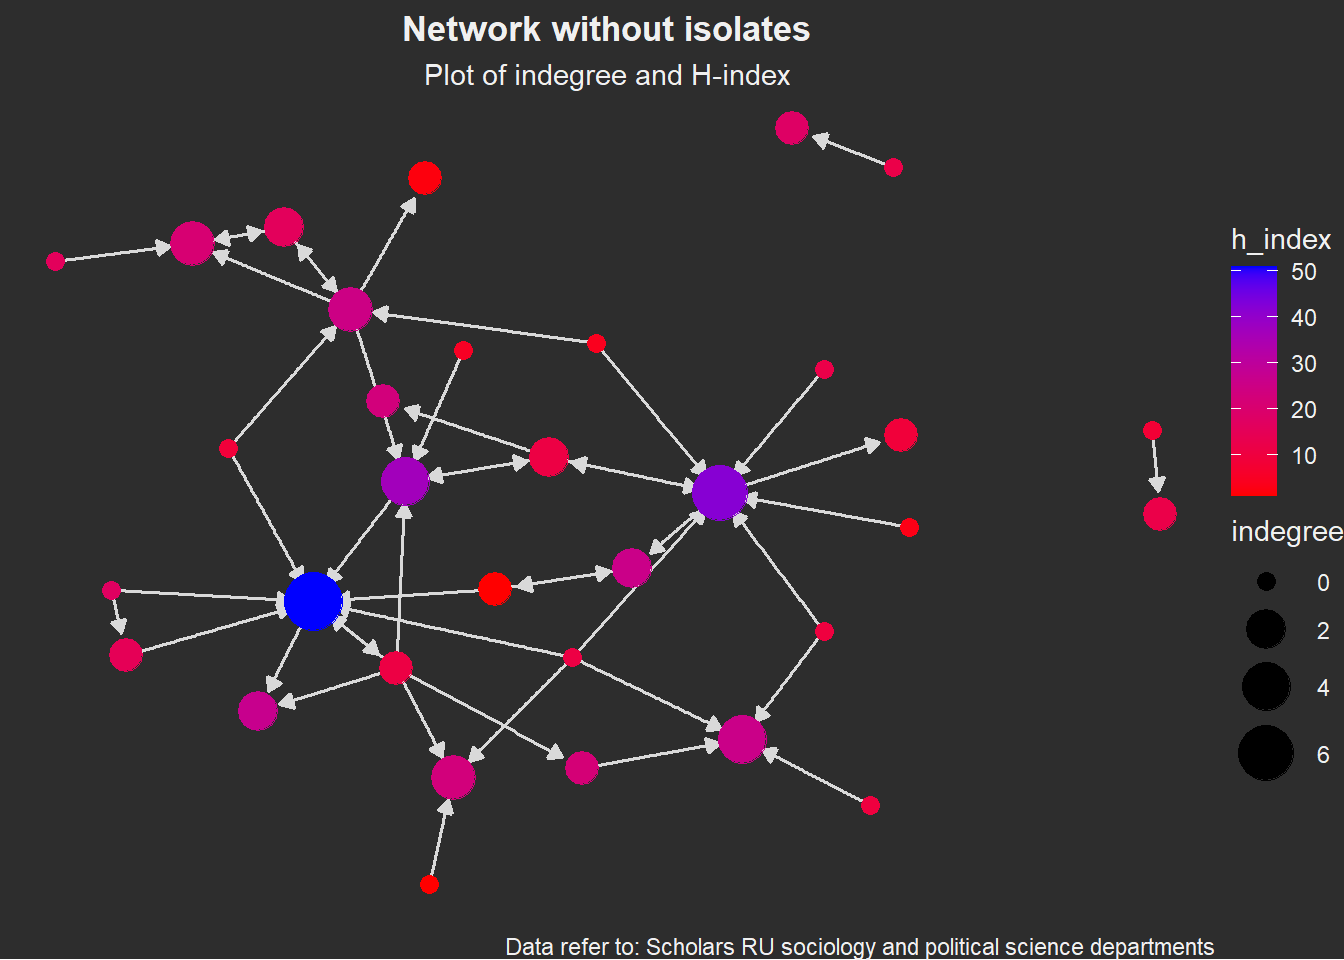 Network without isolates
Plot of indegree and H-index
h_index
50
40
30
20
10
indegree
0
2
4
6
Data refer to: Scholars RU sociology and political science departments